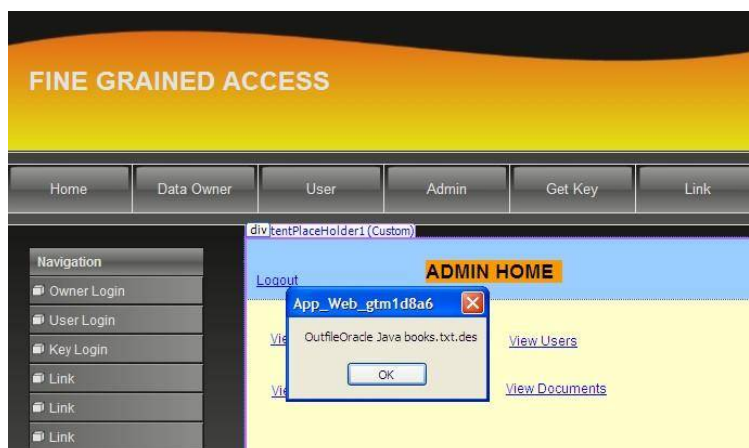 FINE GRAINED ACCESS
Home Data Owner User Admin Get Key Link
div tentPlaceHolder1 (Custom)
Navigation
Owner Login
User Login
Key Login
Link
Link
Link
Logout
ADMIN HOME
App_Web_gtm1d8a6
OutfileOracle Java books.txt.des
OK
View Users
View Documents